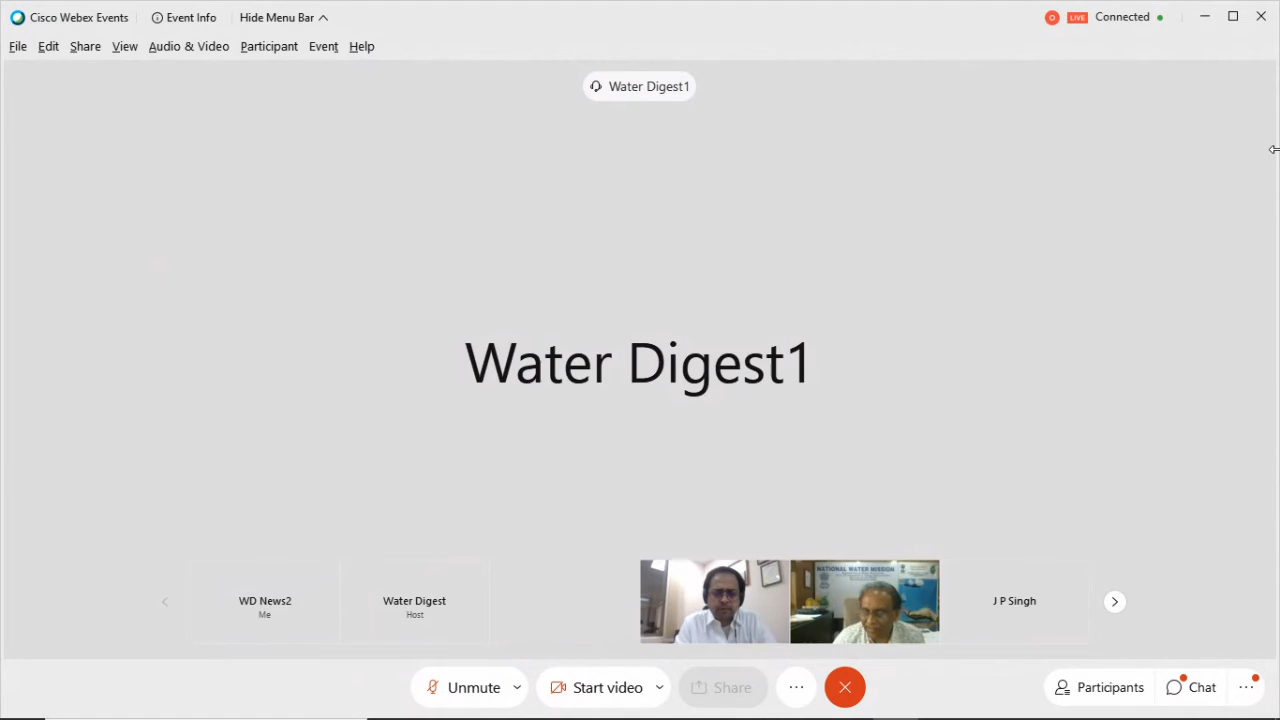 Cisco Webex Events
Event Info
Hide Menu Bar
LIVE
Connected
File Edit Share View Audio & Video Participant Event Help
Water Digest1
Water Digest1
WD News2
Me
Water Digest
Host
NATIONAL WATER MISSION
J P Singh
Unmute
Start video
Share
Participants
Chat